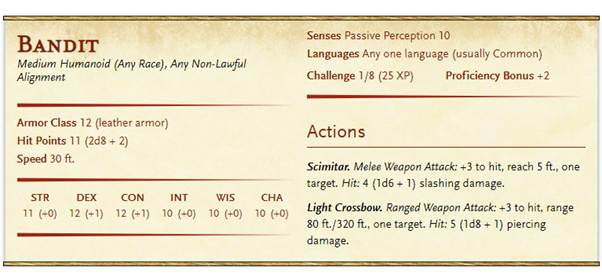 BANDIT
Medium Humanoid (Any Race), Any Non-Lawful
Alignment
Armor Class 12 (leather armor)
Hit Points 11 (2d8 + 2)
Speed 30 ft.
STR DEX CON INT WIS CHA
11 (+0) 12 (+1) 12 (+1) 10 (+0) 10 (+0) 10 (+0)
Senses Passive Perception 10
Languages Any one language (usually Common)
Challenge 1/8 (25 XP) Proficiency Bonus +2
Actions
Scimitar. Melee Weapon Attack: +3 to hit, reach 5 ft., one
target. Hit: 4 (1d6 + 1) slashing damage.
Light Crossbow. Ranged Weapon Attack: +3 to hit, range
80 ft./320 ft., one target. Hit: 5 (1d8 + 1) piercing
damage.